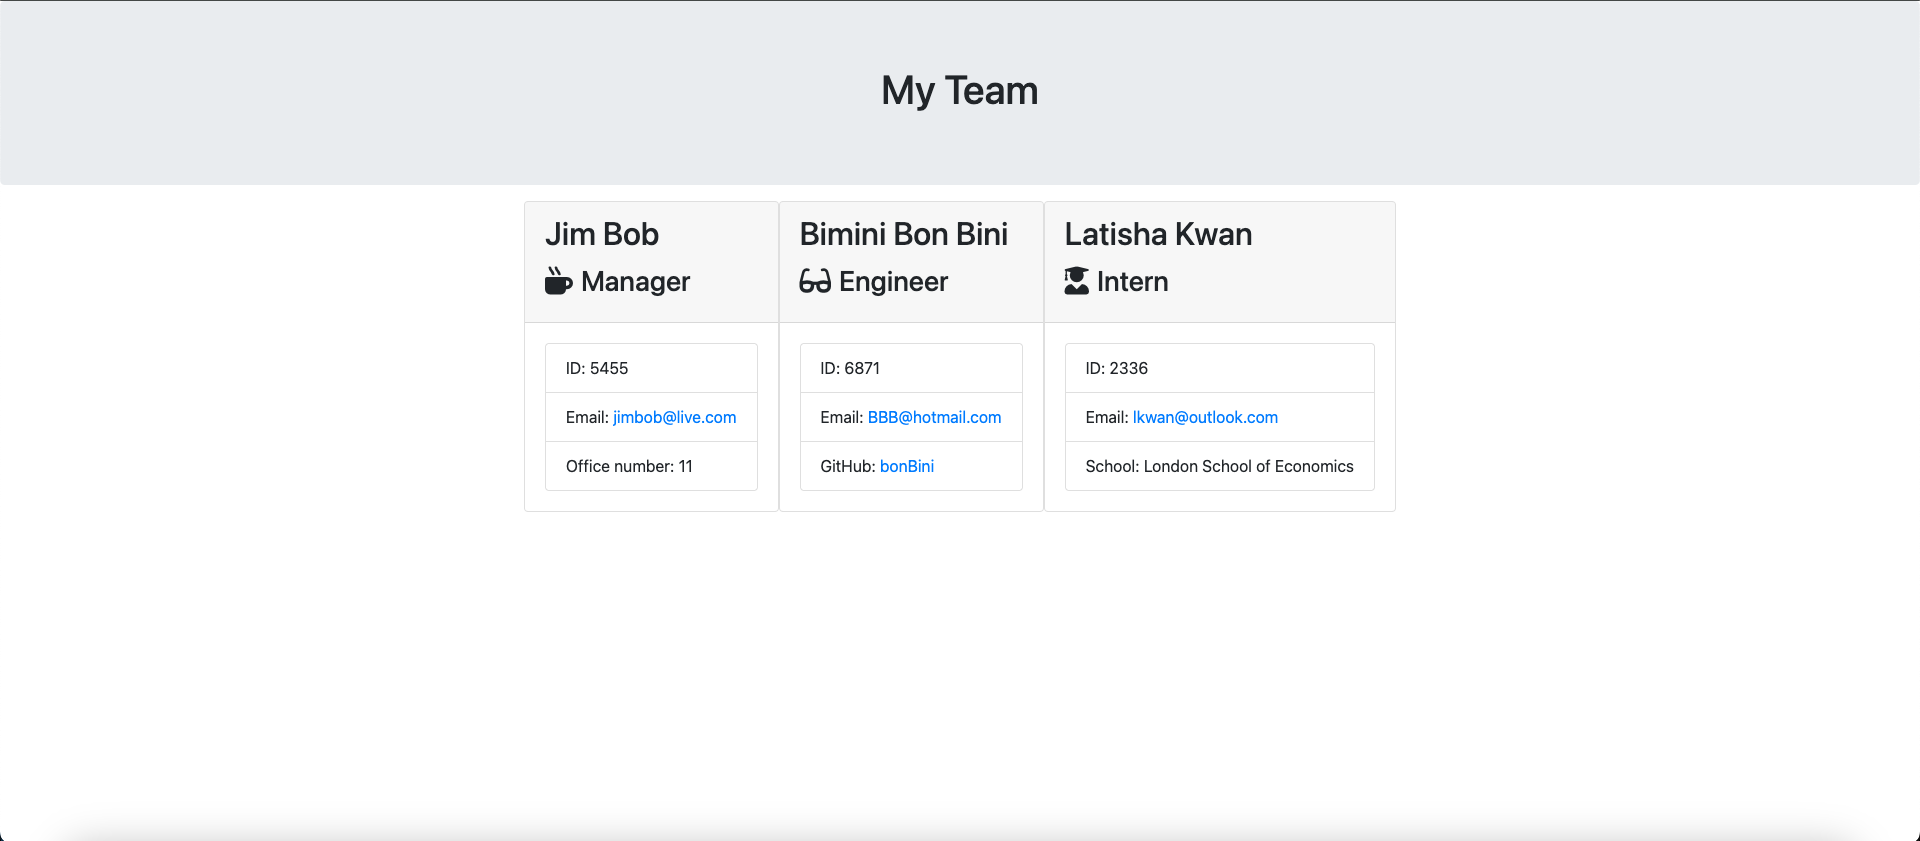 My Team
Jim Bob
Manager
ID: 5455
Email: jimbob@live.com
Office number: 11
Bimini Bon Bini
Engineer
ID: 6871
Email: BBB@hotmail.com
GitHub: bonBini
Latisha Kwan
Intern
ID: 2336
Email: lkwan@outlook.com
School: London School of Economics